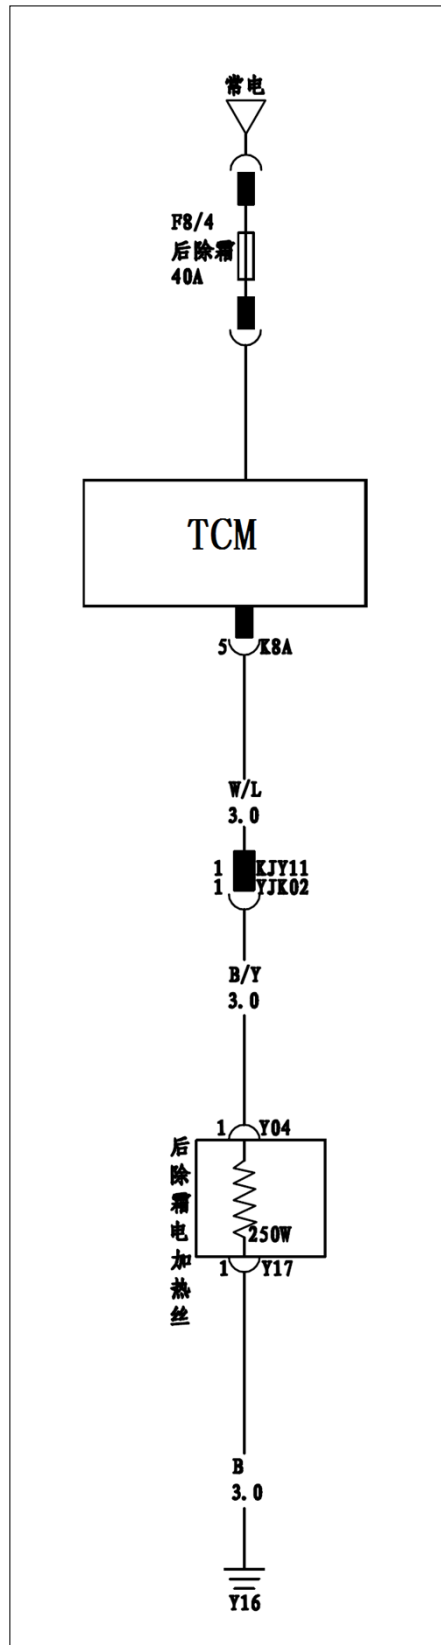 常电
F8/4
后除霜
40A
TCM
5 K8A
W/L
3.0
1 KJY11
1 YJK02
B/Y
3.0
1 Y04
后除霜电加热丝
250W
1 Y17
B
3.0
Y16